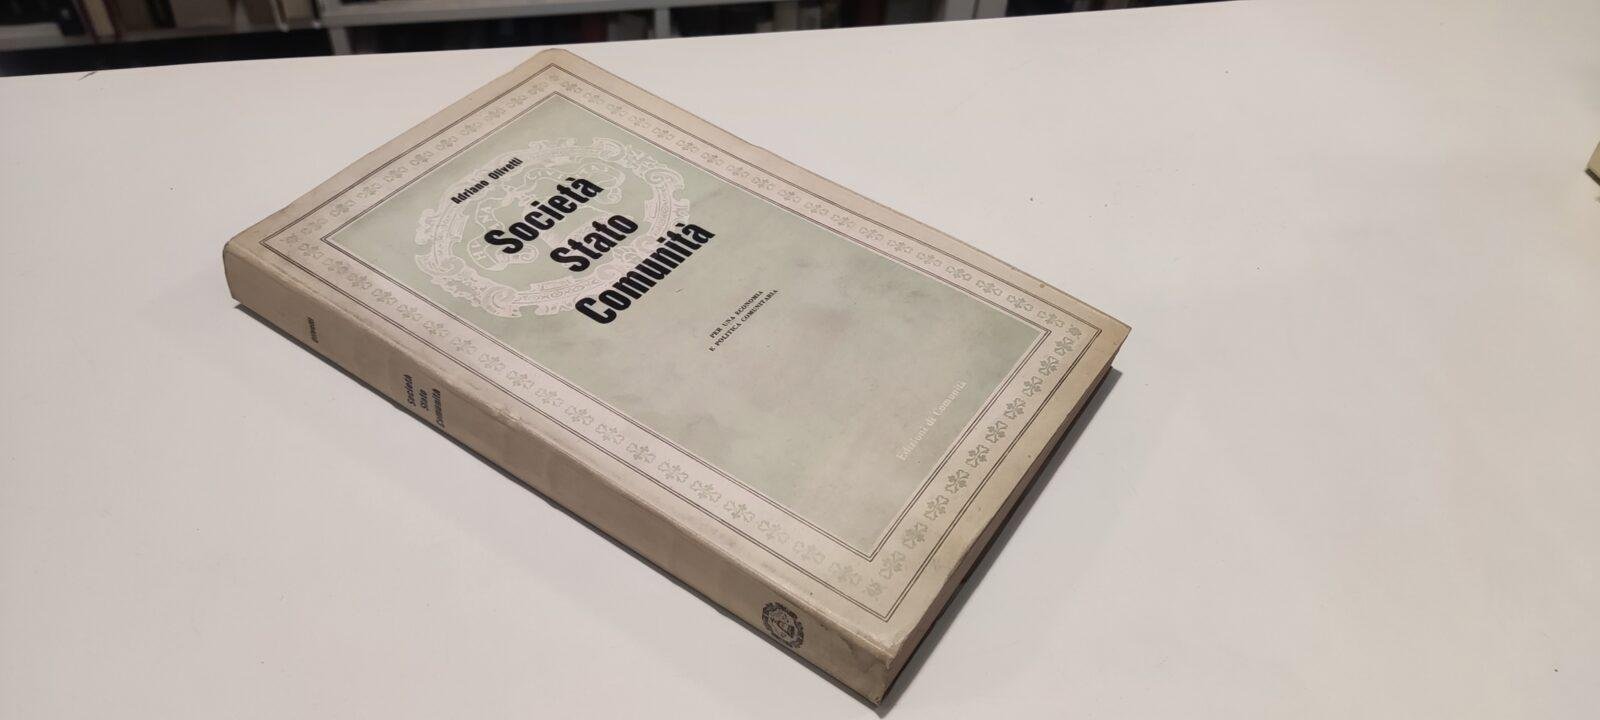 Adriano Olivetti
Società
Stato
Comunità
PER UNA ECONOMIA
E POLITICA COMUNITARIA
Edizioni di Comunità
Olivetti
Società
Stato
Comunità